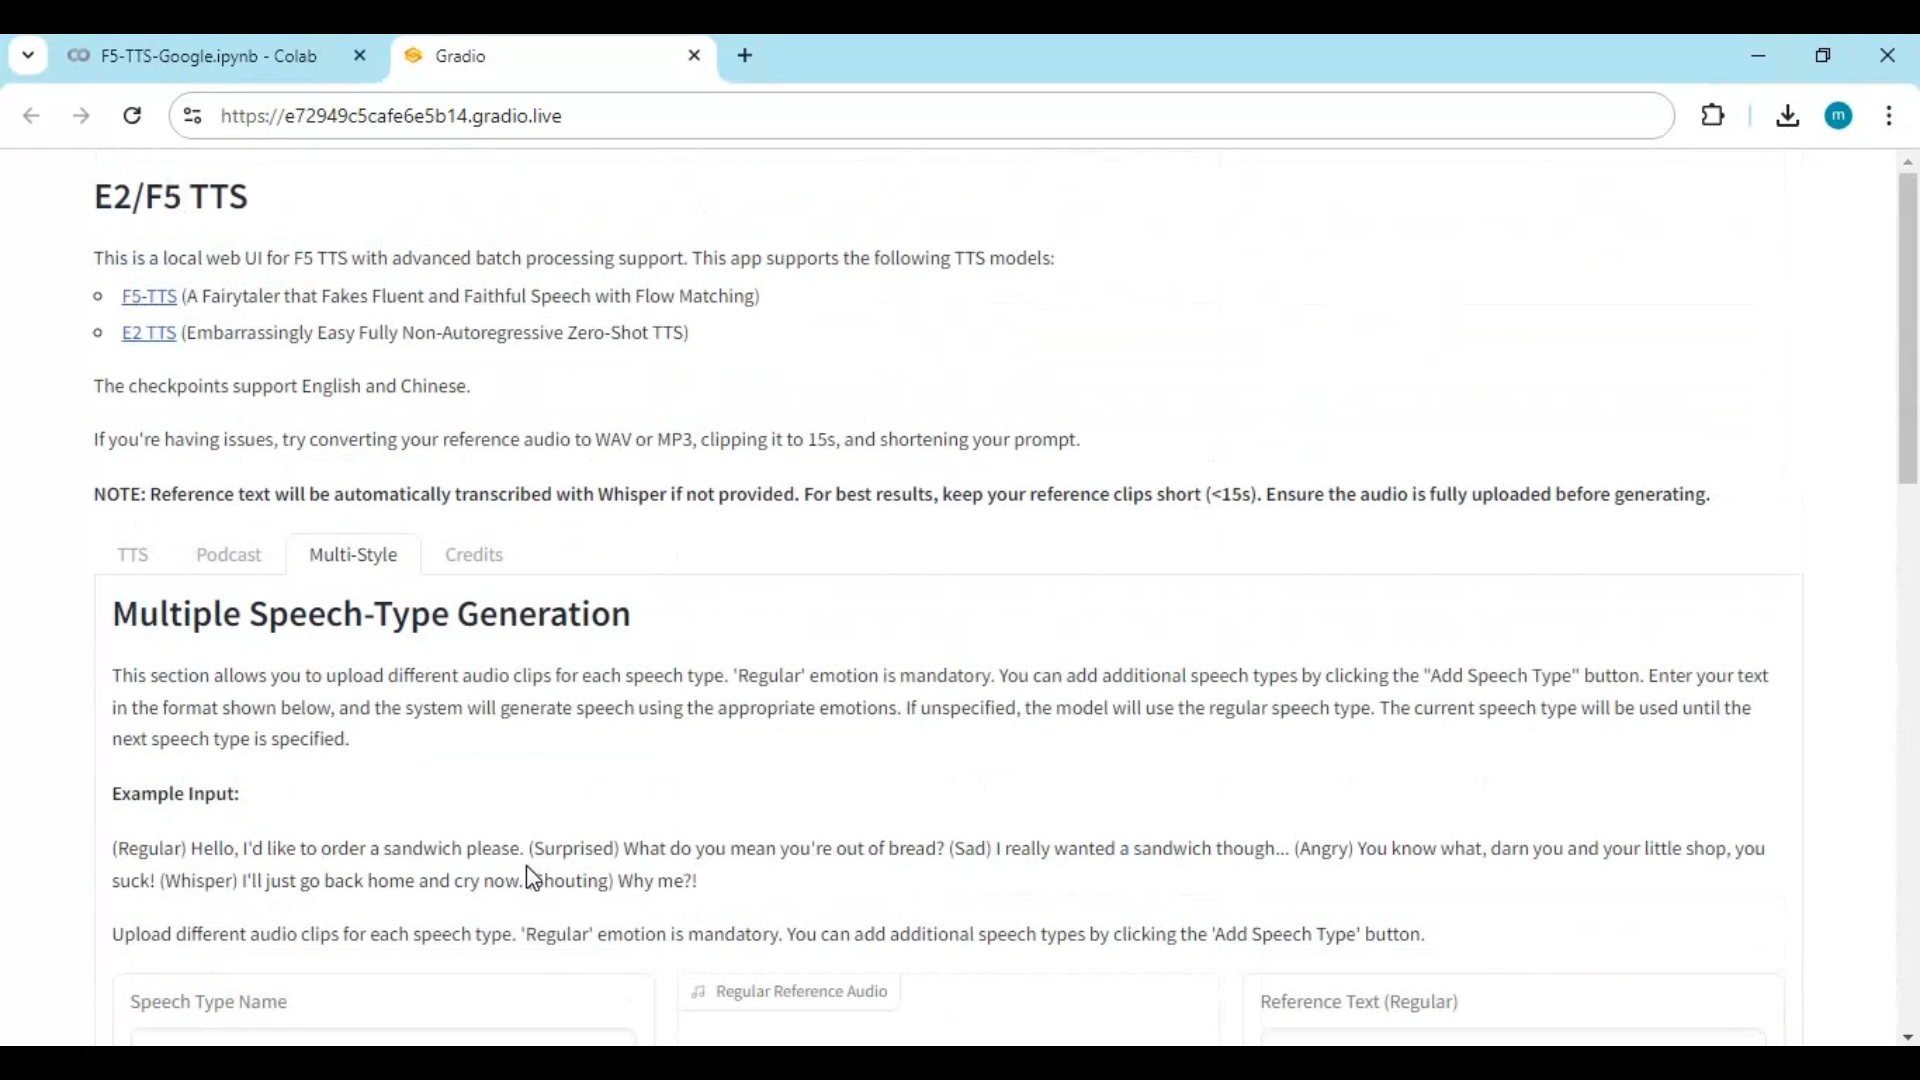 F5-TTS-Google.ipynb - Colab
Gradio
https://e72949c5cafe6e5b14.gradio.live
m
E2/F5 TTS
This is a local web UI for F5 TTS with advanced batch processing support. This app supports the following TTS models:
F5-TTS (A Fairytaler that Fakes Fluent and Faithful Speech with Flow Matching)
E2 TTS (Embarrassingly Easy Fully Non-Autoregressive Zero-Shot TTS)
The checkpoints support English and Chinese.
If you're having issues, try converting your reference audio to WAV or MP3, clipping it to 15s, and shortening your prompt.
NOTE: Reference text will be automatically transcribed with Whisper if not provided. For best results, keep your reference clips short (<15s). Ensure the audio is fully uploaded before generating.
TTS Podcast Multi-Style Credits
Multiple Speech-Type Generation
This section allows you to upload different audio clips for each speech type. 'Regular' emotion is mandatory. You can add additional speech types by clicking the "Add Speech Type" button. Enter your text
in the format shown below, and the system will generate speech using the appropriate emotions. If unspecified, the model will use the regular speech type. The current speech type will be used until the
next speech type is specified.
Example Input:
(Regular) Hello, I'd like to order a sandwich please. (Surprised) What do you mean you're out of bread? (Sad) I really wanted a sandwich though... (Angry) You know what, darn you and your little shop, you
suck! (Whisper) I'll just go back home and cry now. (Shouting) Why me?!
Upload different audio clips for each speech type. 'Regular' emotion is mandatory. You can add additional speech types by clicking the 'Add Speech Type' button.
Speech Type Name
Regular Reference Audio
Reference Text (Regular)